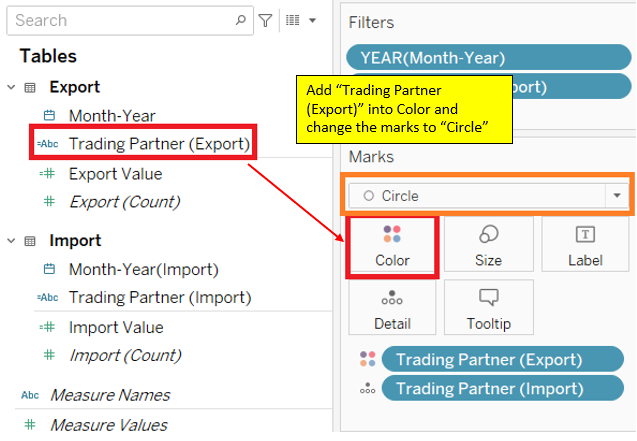 Search
Tables
Export
Month-Year
Abc Trading Partner (Export)
Export Value
Export (Count)
Import
Month-Year(Import)
Abc Trading Partner (Import)
Import Value
Import (Count)
Abc Measure Names
Measure Values
Add “Trading Partner
(Export)” into Color and
change the marks to “Circle”
Filters
YEAR(Month-Year)
ort)
Marks
Circle
Color
Size
T
Label
Detail
Tooltip
Trading Partner (Export)
Trading Partner (Import)